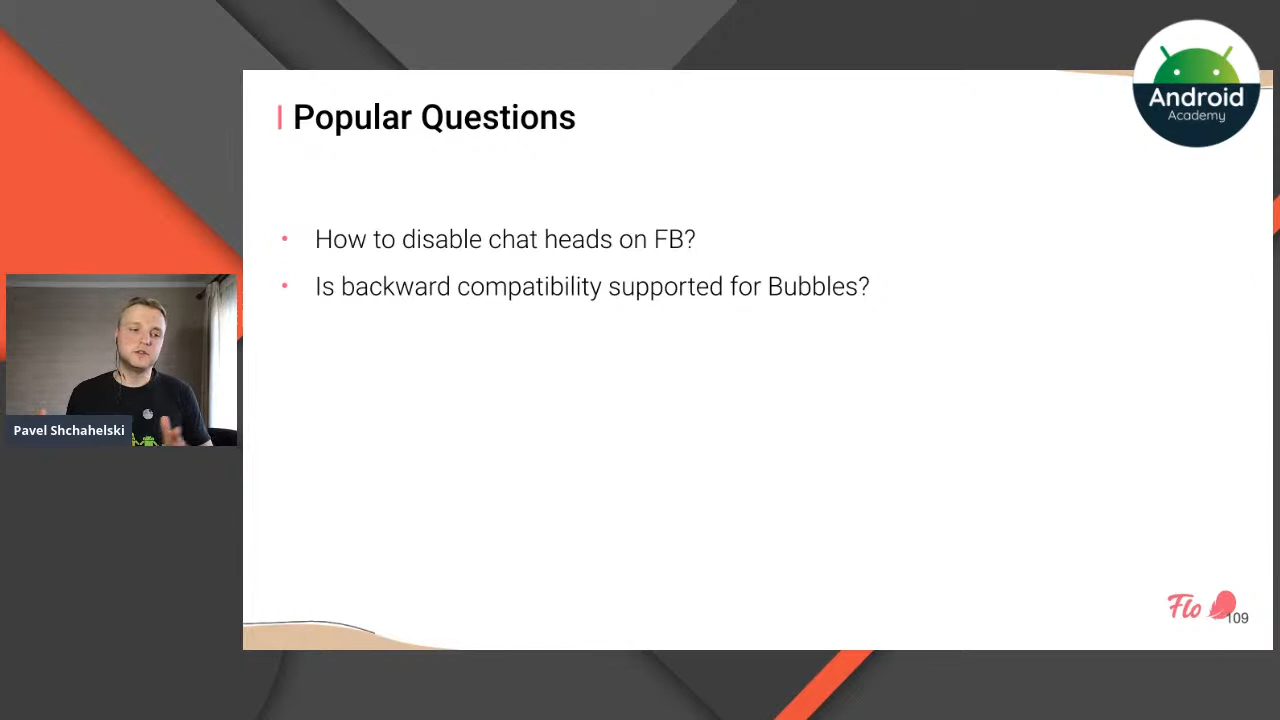 Android
Academy
Popular Questions
• How to disable chat heads on FB?
• Is backward compatibility supported for Bubbles?
Pavel Shchahelski
Flo
109